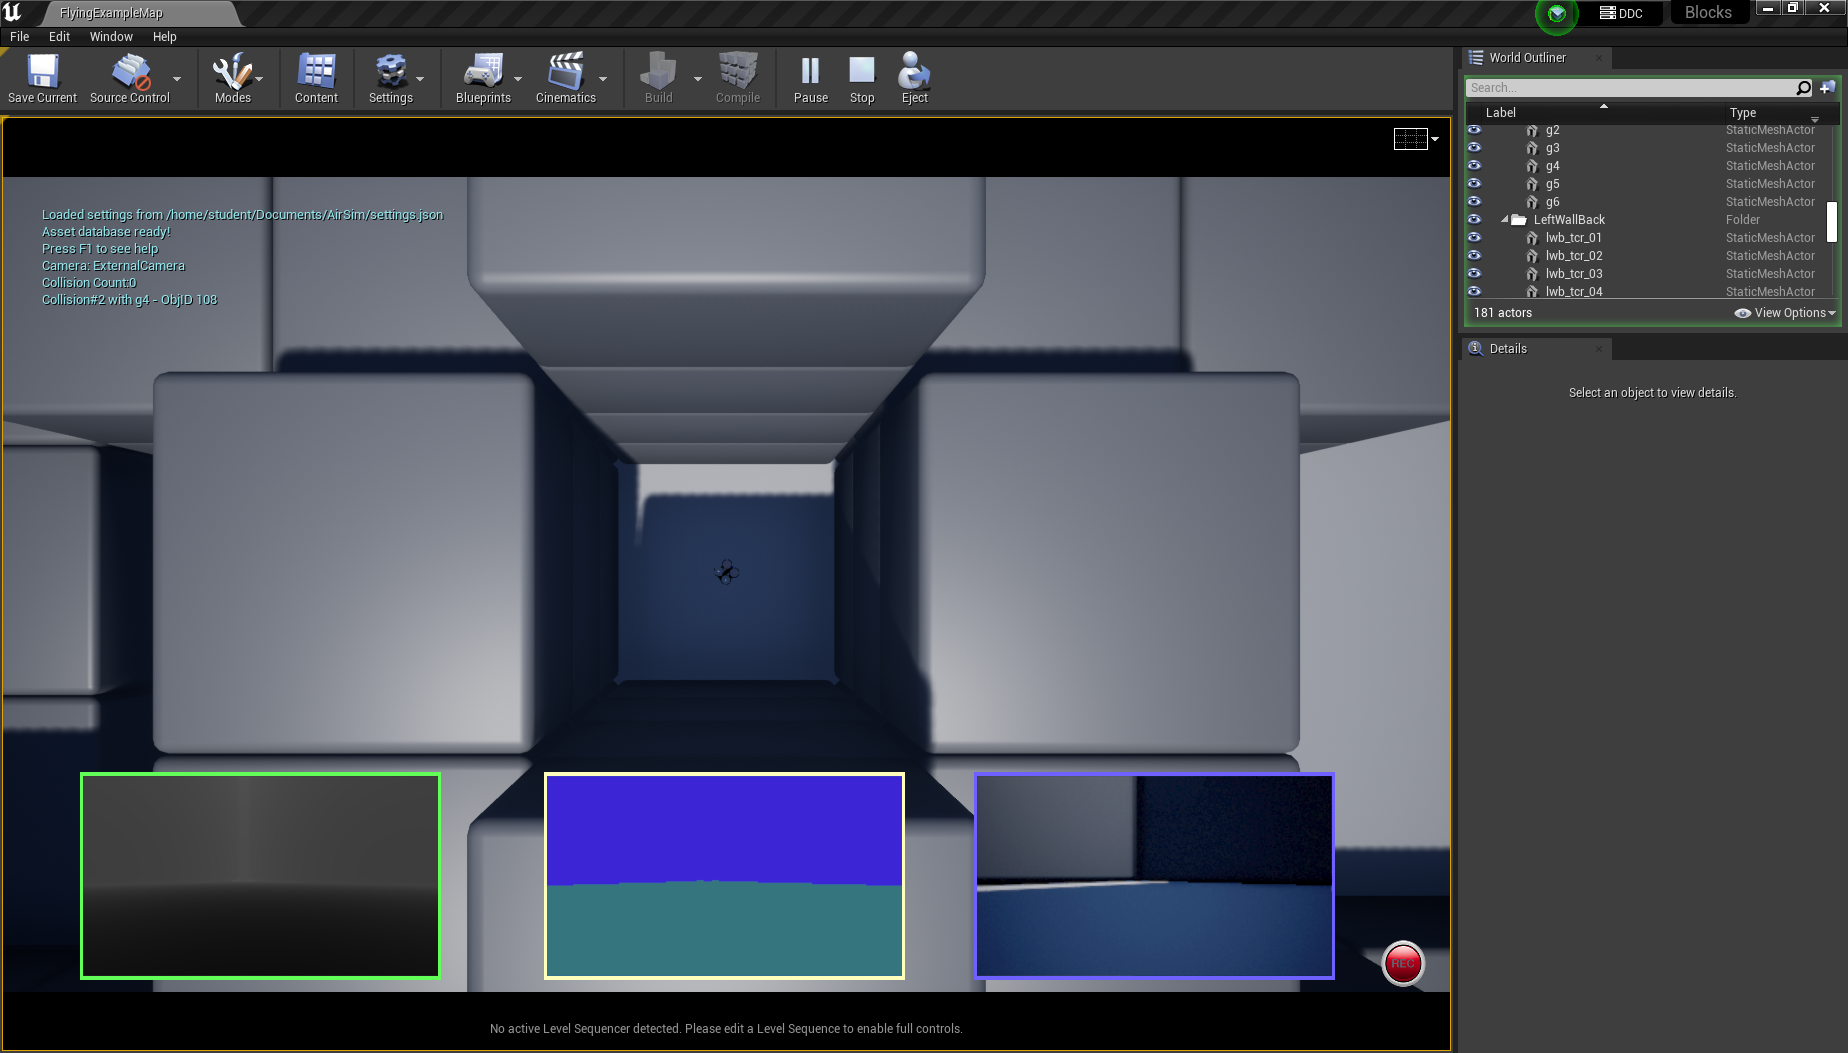 FlyingExampleMap
DDC
Blocks
File Edit Window Help
Save Current
Source Control
Modes
Content
Settings
Blueprints
Cinematics
Build
Compile
Pause
Stop
Eject
Loaded settings from /home/student/Documents/AirSim/settings.json
Asset database ready!
Press F1 to see help
Camera: ExternalCamera
Collision Count:0
Collision#2 with g4 - ObjID 108
REC
No active Level Sequencer detected. Please edit a Level Sequence to enable full controls.
World Outliner
Search...
Label Type
g2 StaticMeshActor
g3 StaticMeshActor
g4 StaticMeshActor
g5 StaticMeshActor
g6 StaticMeshActor
LeftWallBack Folder
lwb_tcr_01 StaticMeshActor
lwb_tcr_02 StaticMeshActor
lwb_tcr_03 StaticMeshActor
lwb_tcr_04 StaticMeshActor
181 actors View Options
Details
Select an object to view details.